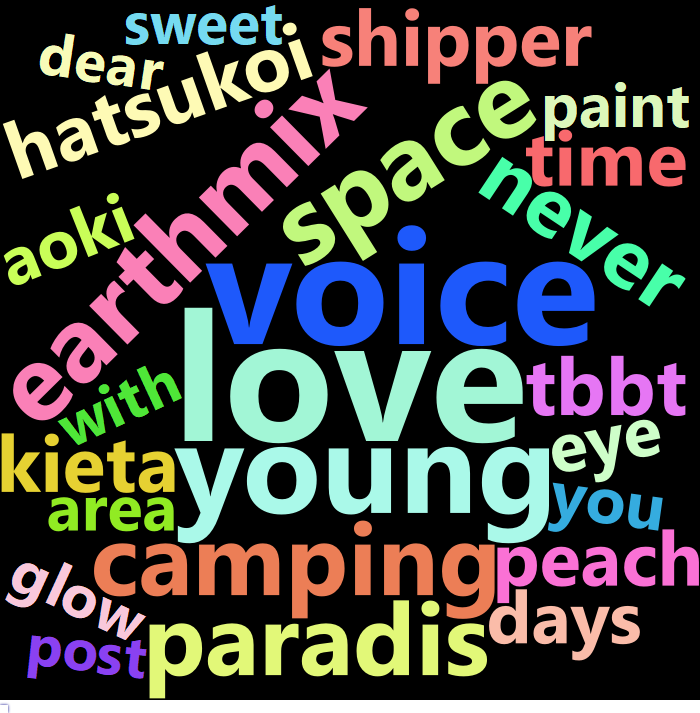 sweet
shipper
dear
hatsukoi
earthmix
space
paint
time
never
aoki
voice
love
with
tbbt
eye
kieta
young
you
area
camping
peach
glow
days
post
paradis